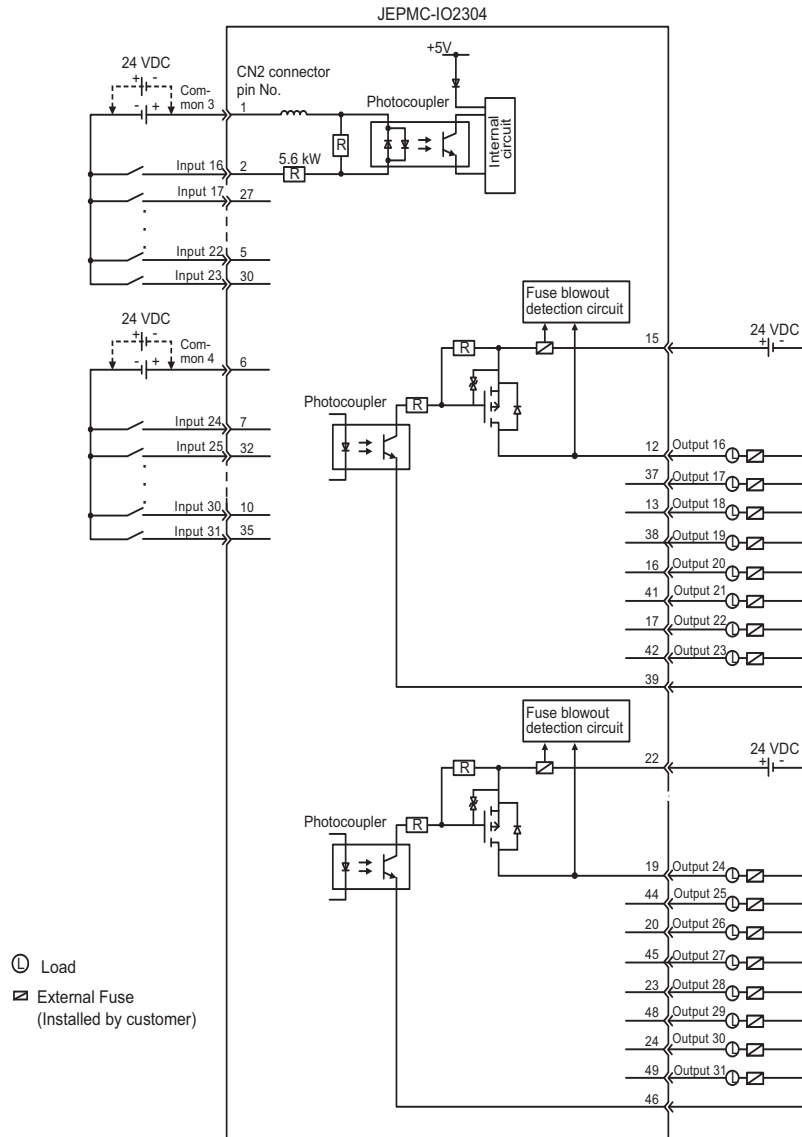 JEPMC-IO2304
+5V
24 VDC
+ -
- +
Com-
mon 3
CN2 connector
pin No.
1
Photocoupler
Internal
circuit
R
5.6 kW
R
Input 16 2
Input 17 27
Input 22 5
Input 23 30
24 VDC
+ -
- +
Com-
mon 4
6
Input 24 7
Input 25 32
Input 30 10
Input 31 35
Fuse blowout
detection circuit
15
24 VDC
+ -
R
Photocoupler
R
12 Output 16 L
37 Output 17 L
13 Output 18 L
38 Output 19 L
16 Output 20 L
41 Output 21 L
17 Output 22 L
42 Output 23 L
39
Fuse blowout
detection circuit
22
24 VDC
+ -
R
Photocoupler
R
19 Output 24 L
44 Output 25 L
20 Output 26 L
45 Output 27 L
23 Output 28 L
48 Output 29 L
24 Output 30 L
49 Output 31 L
46
L Load
External Fuse
(Installed by customer)